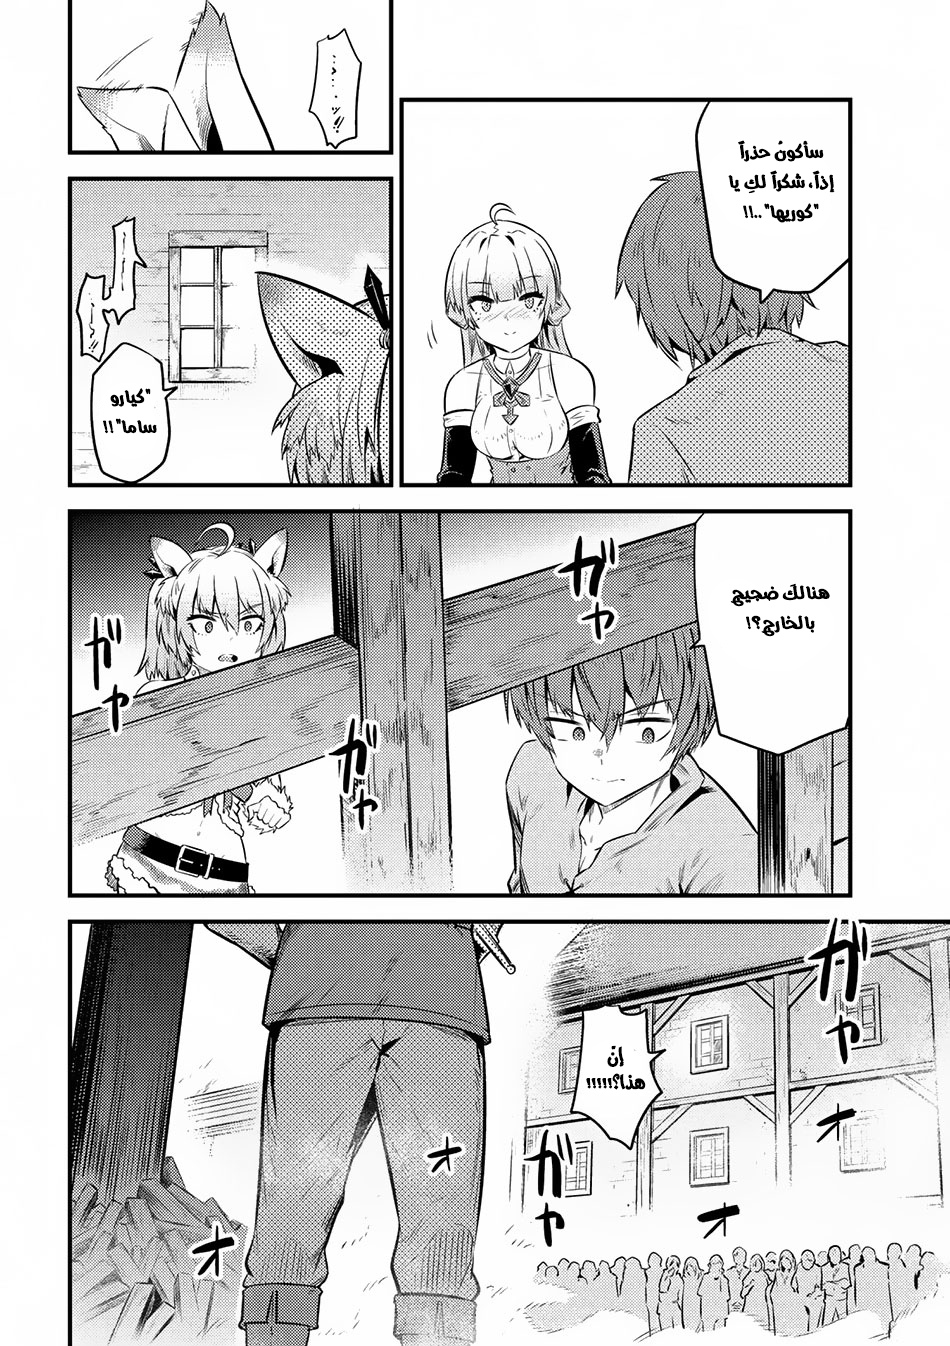 سأكونُ حذراً
إذاً، شكراً لكِ يا
"كوريها"..!!
"كيارو
ساما"!!
هنالكَ ضجيج
بالخارج؟!
ガヤ
ガヤ
ガヤ
ガヤ
إنّ
هذا؟!!!!!
ガヤ
オ
オ
オ
オ